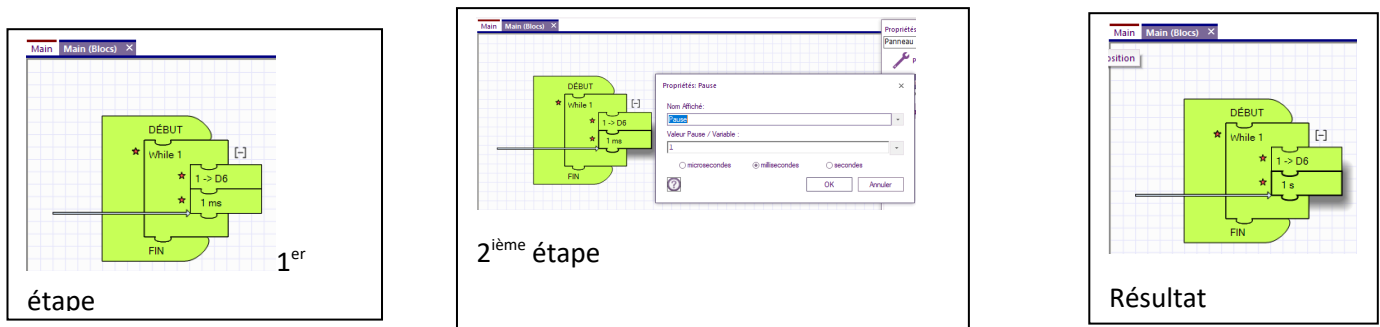 Main Main (Blocs) ×
DÉBUT
While 1
[-]
1 -> D6
1 ms
FIN
1er
étape
Main Main (Blocs) ×
Propriétés
Panneau
DÉBUT
While 1
[-]
1 -> D6
1 ms
FIN
Propriétés: Pause ×
Nom Affiché:
Pause
Valeur Pause / Variable :
1
microsecondes millisecondes secondes
? OK Annuler
2ième étape
Main Main (Blocs) ×
osition
DÉBUT
While 1
[-]
1 -> D6
1 s
FIN
Résultat